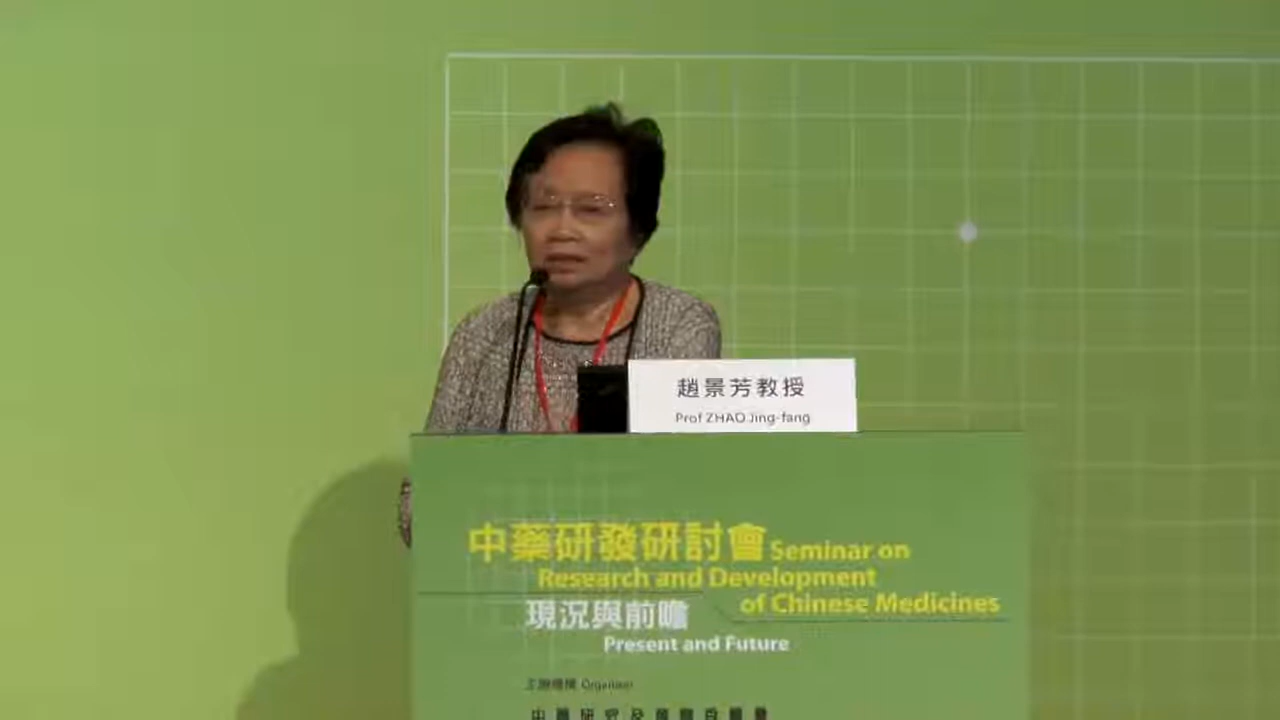 趙景芳教授
Prof ZHAO Jing-fang
中藥研發研討會 Seminar on
Research and Development
of Chinese Medicines
現況與前瞻
Present and Future
Organiser